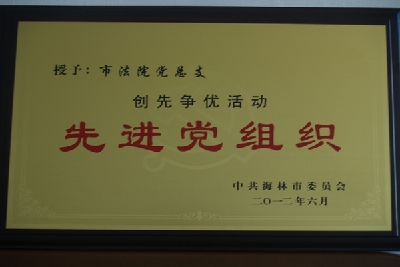 授予：市法院党总支
创先争优活动
先进党组织
中共海林市委员会
二〇一二年六月